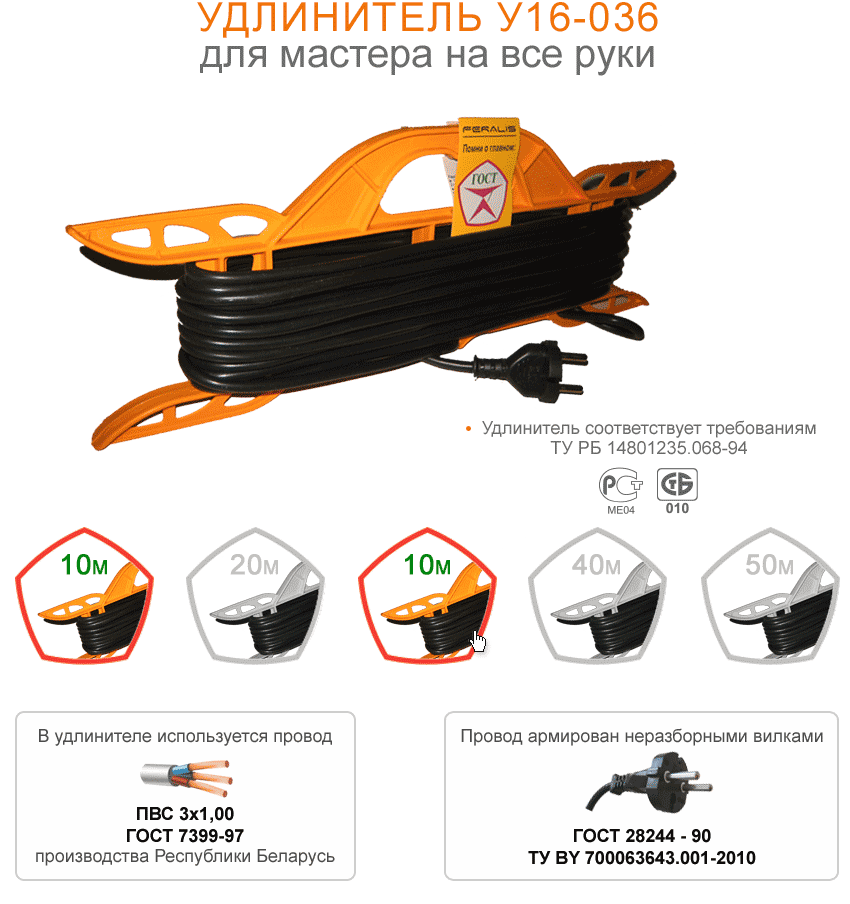 УДЛИНИТЕЛЬ У16-036
для мастера на все руки
FERALIS
Помни о главном:
ГОСТ
• Удлинитель соответствует требованиям
ТУ РБ 14801235.068-94
РСТ СТБ
МЕ04 010
10м 20м 10м 40м 50м
В удлинителе используется провод
ПВС 3х1,00
ГОСТ 7399-97
производства Республики Беларусь
Провод армирован неразборными вилками
ГОСТ 28244 - 90
ТУ BY 700063643.001-2010